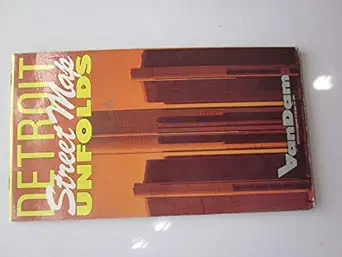 DETROIT
Street Map
UNFOLDS
VanDam